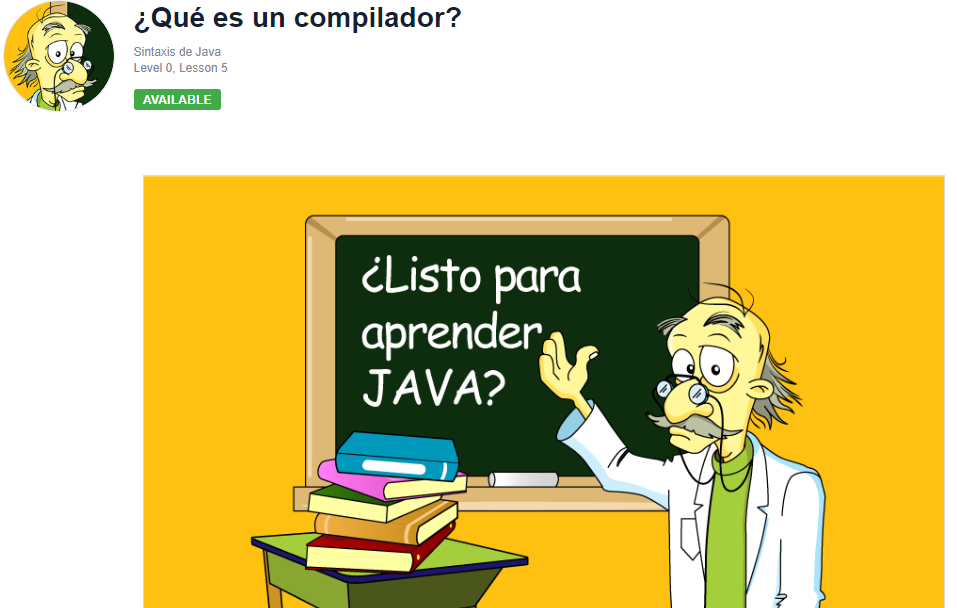 ¿Qué es un compilador?
Sintaxis de Java
Level 0, Lesson 5
AVAILABLE
¿Listo para
aprender
JAVA?